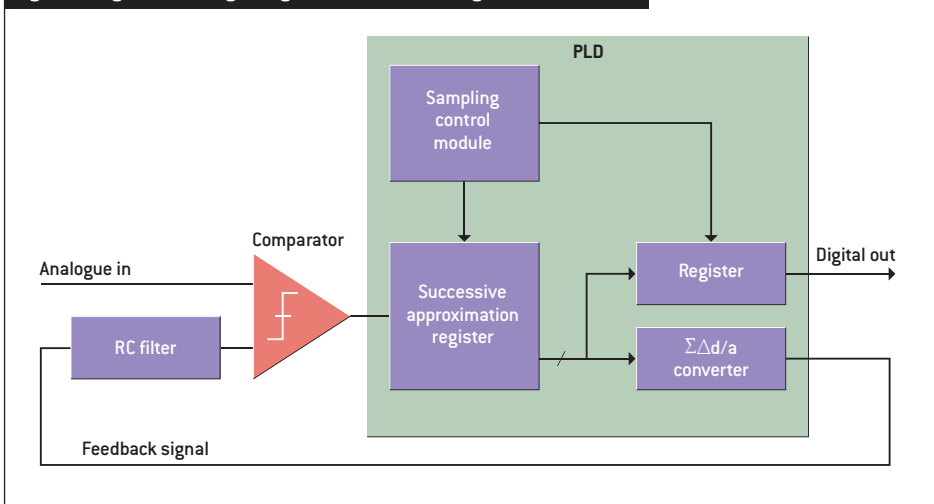 PLD
Sampling
control
module
Comparator
Analogue in
Successive
approximation
register
Register
Digital out
RC filter
ΣΔd/a
converter
Feedback signal